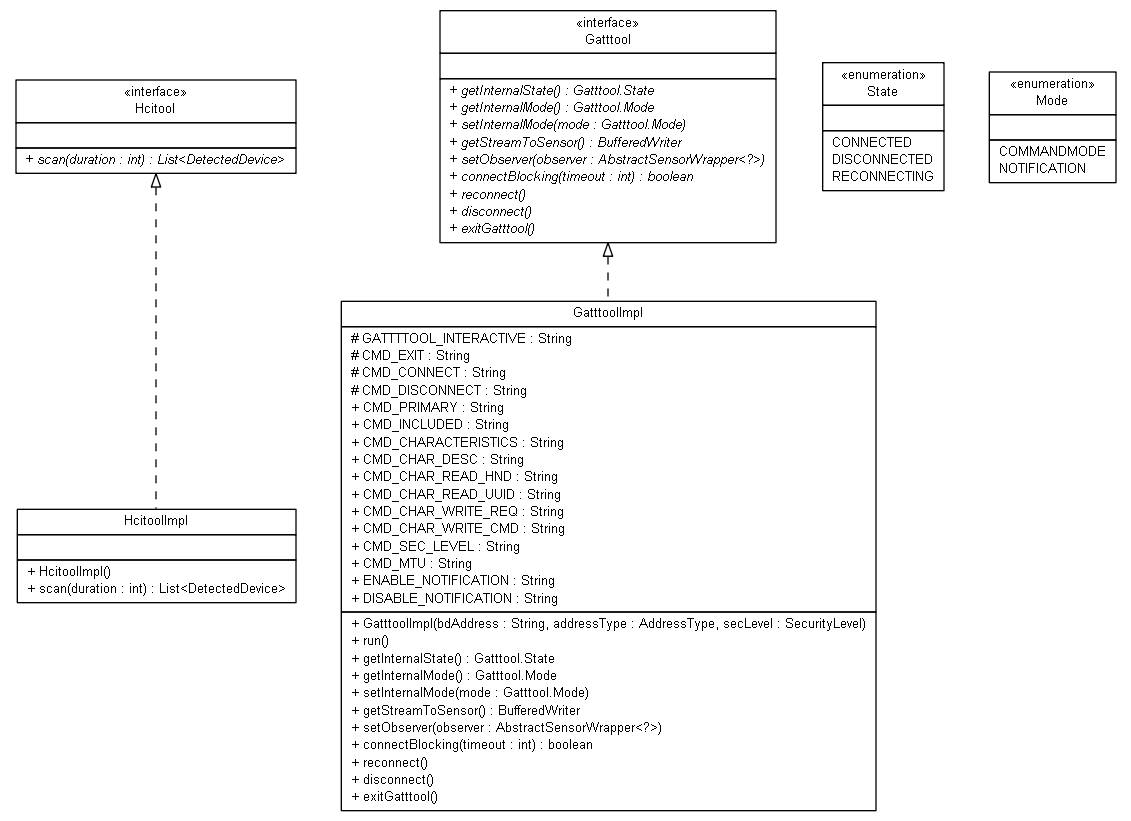 «interface»
Hcitool
+ scan(duration : int) : List<DetectedDevice>
«interface»
Gatttool
+ getInternalState() : Gatttool.State
+ getInternalMode() : Gatttool.Mode
+ setInternalMode(mode : Gatttool.Mode)
+ getStreamToSensor() : BufferedWriter
+ setObserver(observer : AbstractSensorWrapper<?>)
+ connectBlocking(timeout : int) : boolean
+ reconnect()
+ disconnect()
+ exitGatttool()
«enumeration»
State
CONNECTED
DISCONNECTED
RECONNECTING
«enumeration»
Mode
COMMANDMODE
NOTIFICATION
HcitoolImpl
+ HcitoolImpl()
+ scan(duration : int) : List<DetectedDevice>
GatttoolImpl
# GATTTTOOL_INTERACTIVE : String
# CMD_EXIT : String
# CMD_CONNECT : String
# CMD_DISCONNECT : String
+ CMD_PRIMARY : String
+ CMD_INCLUDED : String
+ CMD_CHARACTERISTICS : String
+ CMD_CHAR_DESC : String
+ CMD_CHAR_READ_HND : String
+ CMD_CHAR_READ_UUID : String
+ CMD_CHAR_WRITE_REQ : String
+ CMD_CHAR_WRITE_CMD : String
+ CMD_SEC_LEVEL : String
+ CMD_MTU : String
+ ENABLE_NOTIFICATION : String
+ DISABLE_NOTIFICATION : String
+ GatttoolImpl(bdAddress : String, addressType : AddressType, secLevel : SecurityLevel)
+ run()
+ getInternalState() : Gatttool.State
+ getInternalMode() : Gatttool.Mode
+ setInternalMode(mode : Gatttool.Mode)
+ getStreamToSensor() : BufferedWriter
+ setObserver(observer : AbstractSensorWrapper<?>)
+ connectBlocking(timeout : int) : boolean
+ reconnect()
+ disconnect()
+ exitGatttool()